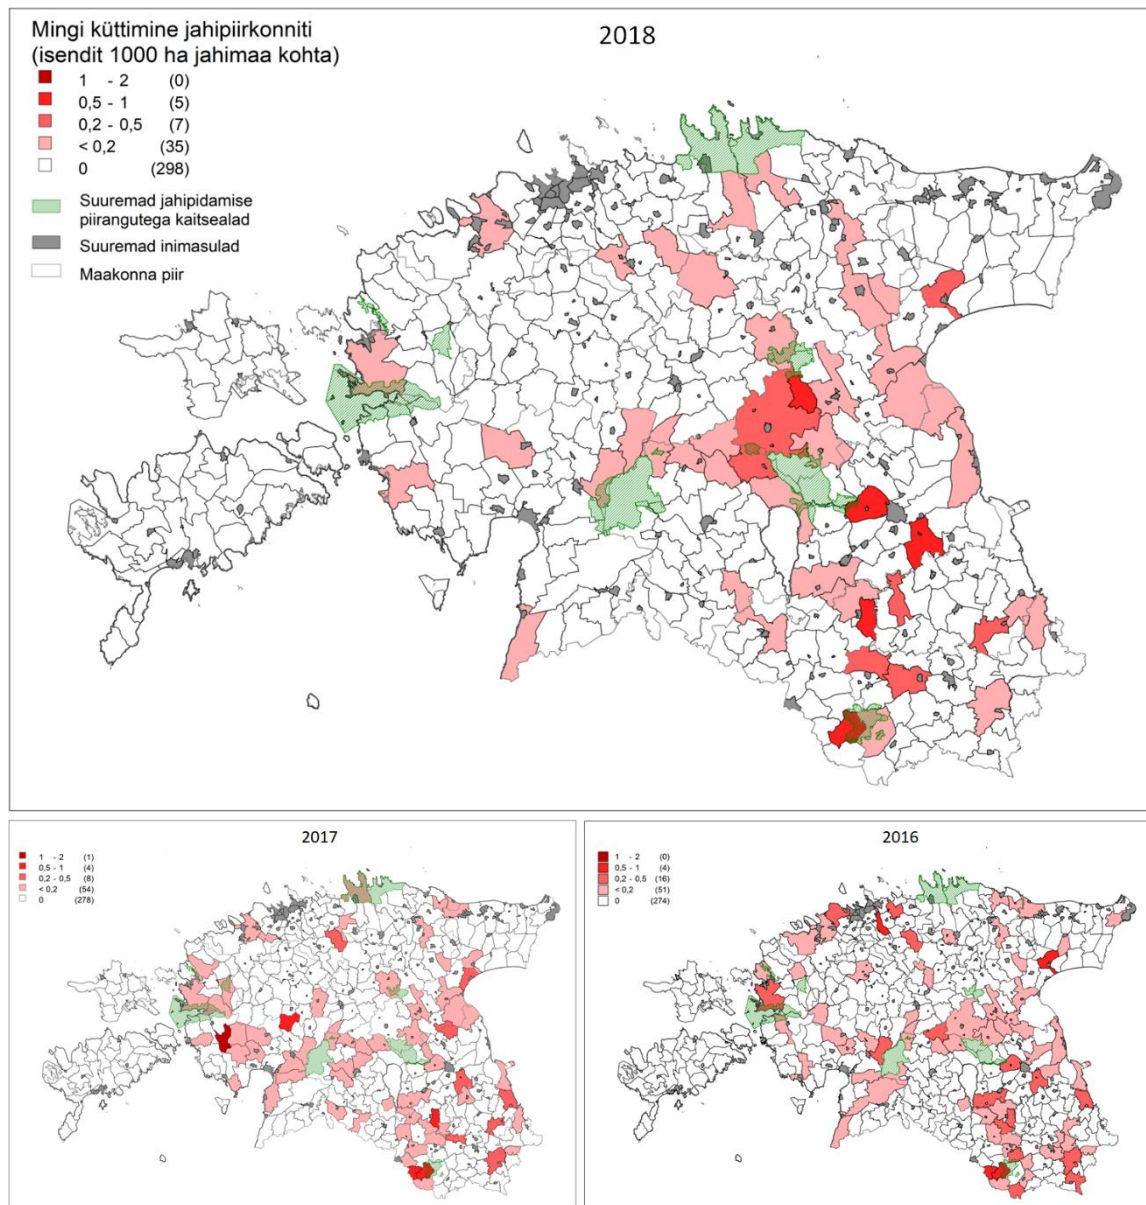 Mingi küttimine jahipiirkonniti
(isendit 1000 ha jahimaa kohta)
1 - 2 (0)
0,5 - 1 (5)
0,2 - 0,5 (7)
< 0,2 (35)
0 (298)
Suuremad jahipidamise
piirangutega kaitsealad
Suuremad inimasulad
Maakonna piir
2018
2017
1 - 2 (1)
0,5 - 1 (4)
0,2 - 0,5 (8)
< 0,2 (54)
0 (278)
2016
1 - 2 (0)
0,5 - 1 (4)
0,2 - 0,5 (16)
< 0,2 (51)
0 (274)